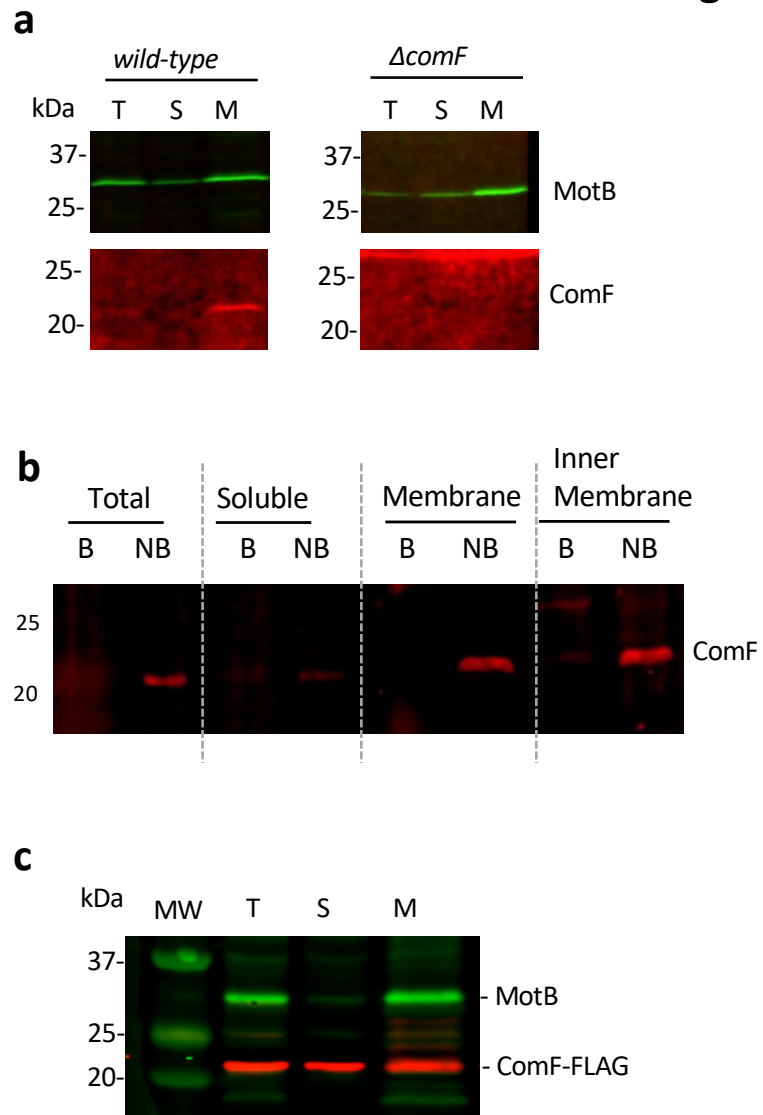 a
wild-type
ΔcomF
kDa T S M
T S M
37-
25-
37-
25-
MotB
25-
20-
25-
20-
ComF
b
Total
Soluble
Membrane
Inner
Membrane
B NB B NB B NB B NB
25
20
ComF
c
kDa MW T S M
37-
25-
20-
- MotB
- ComF-FLAG